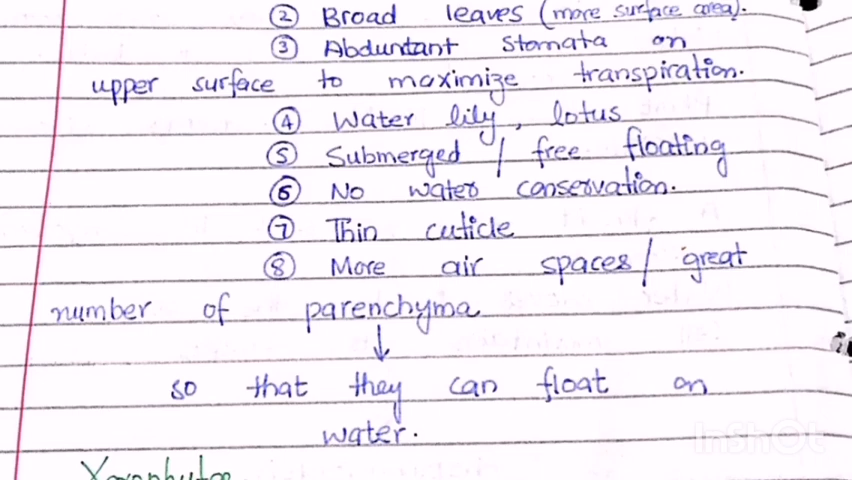 ② Broad leaves (more surface area).
③ Abduntant stomata on
upper surface to maximize transpiration.
④ Water lily, lotus
⑤ Submerged / free floating
⑥ No water conservation.
⑦ Thin cuticle
⑧ More air spaces/ great
number of parenchyma
↓
so that they can float on
water.
InShOt